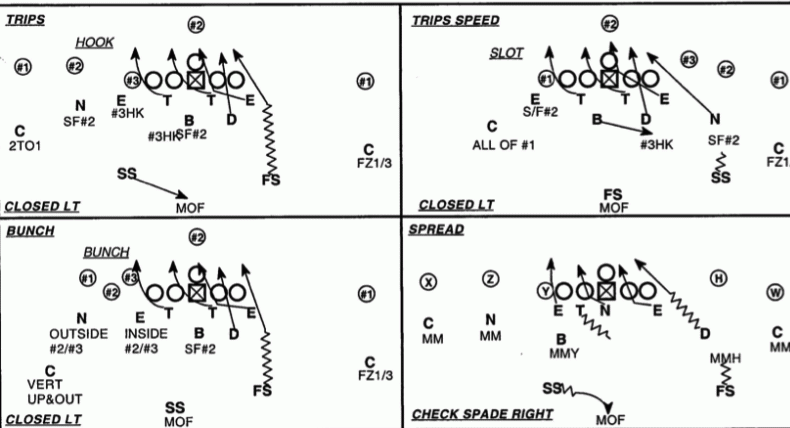 TRIPS
HOOK
#2
#1
#2
#3
#1
N
SF#2
E
#3HK
T
T
E
#3HK
B
SF#2
D
C
2TO1
C
FZ1/3
SS
FS
MOF
CLOSED LT
TRIPS SPEED
SLOT
#2
#3
#2
#1
#1
E
S/F#2
T
T
E
B
D
N
C
ALL OF #1
#3HK
SF#2
C
SS
FS
MOF
CLOSED LT
BUNCH
BUNCH
#2
#1
#2
#3
#1
N
OUTSIDE
#2/#3
E
INSIDE
#2/#3
T
T
E
B
SF#2
D
C
VERT
UP&OUT
C
FZ1/3
FS
SS
MOF
CLOSED LT
SPREAD
X
Z
Y
H
W
E
T
N
E
C
MM
N
MM
B
MMY
D
MMH
C
MM
SS
FS
MOF
CHECK SPADE RIGHT